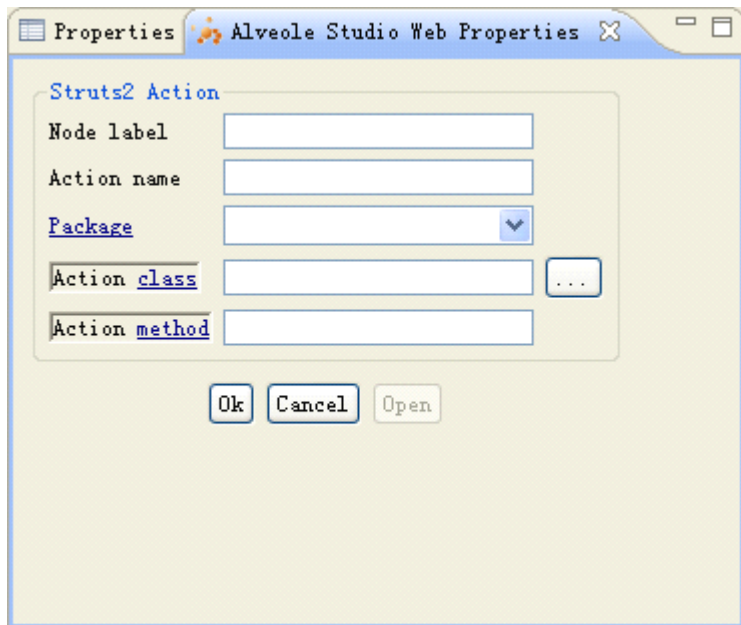 Properties Alveole Studio Web Properties
Struts2 Action
Node label
Action name
Package
Action class ...
Action method
Ok Cancel Open